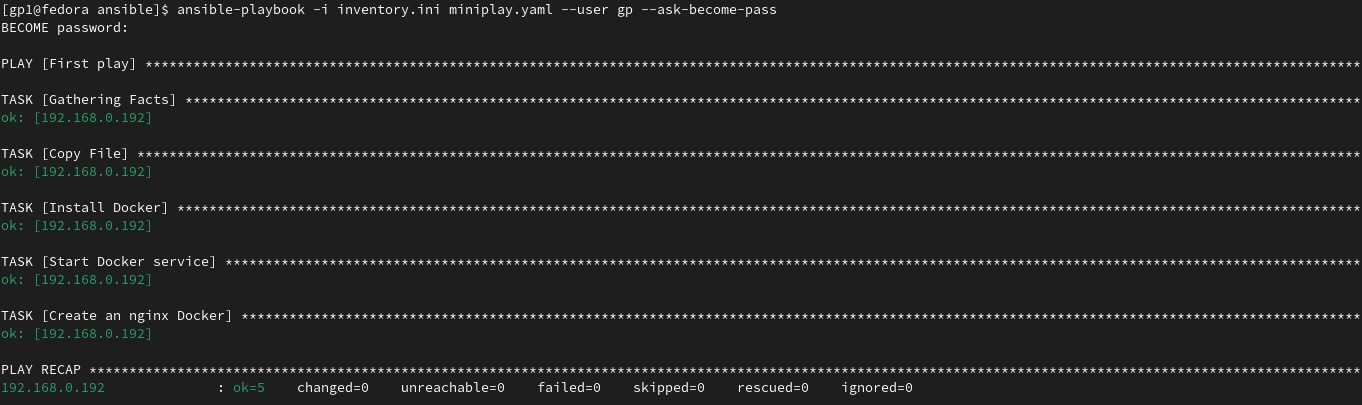 [gp1@fedora ansible]$ ansible-playbook -i inventory.ini miniplay.yaml --user gp --ask-become-pass
BECOME password:
PLAY [First play] ********************************************************************************************************************************************************
TASK [Gathering Facts] ***************************************************************************************************************************************************
ok: [192.168.0.192]
TASK [Copy File] *********************************************************************************************************************************************************
ok: [192.168.0.192]
TASK [Install Docker] ****************************************************************************************************************************************************
ok: [192.168.0.192]
TASK [Start Docker service] **********************************************************************************************************************************************
ok: [192.168.0.192]
TASK [Create an nginx Docker] ********************************************************************************************************************************************
ok: [192.168.0.192]
PLAY RECAP ***************************************************************************************************************************************************************
192.168.0.192 : ok=5 changed=0 unreachable=0 failed=0 skipped=0 rescued=0 ignored=0